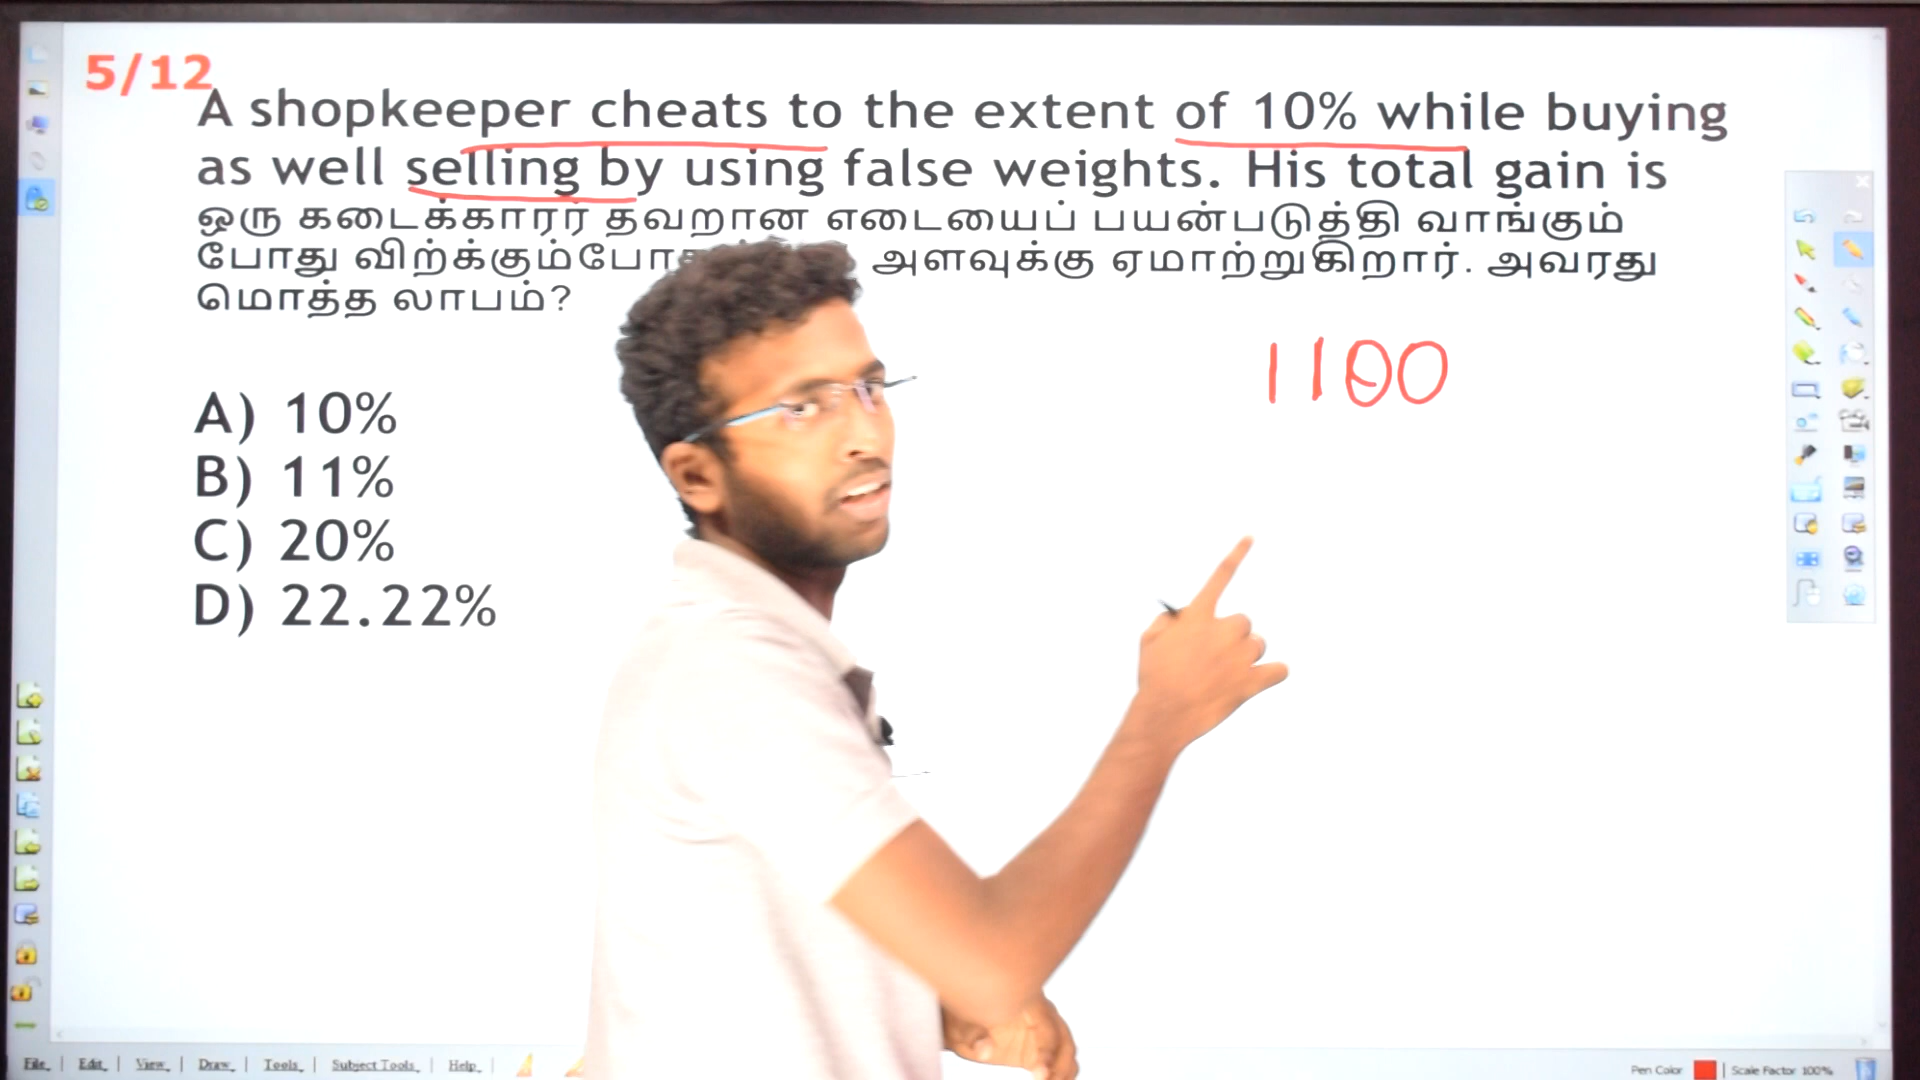 5/12
A shopkeeper cheats to the extent of 10% while buying
as well selling by using false weights. His total gain is
ஒரு கடைக்காரர் தவறான எடையைப் பயன்படுத்தி வாங்கும்
போது விற்க்கும்போது அளவுக்கு ஏமாற்றுகிறார். அவரது
மொத்த லாபம்?
1100
A) 10%
B) 11%
C) 20%
D) 22.22%
File Edit View Draw Tools Subject Tools Help
Pen Color Scale Factor 100%